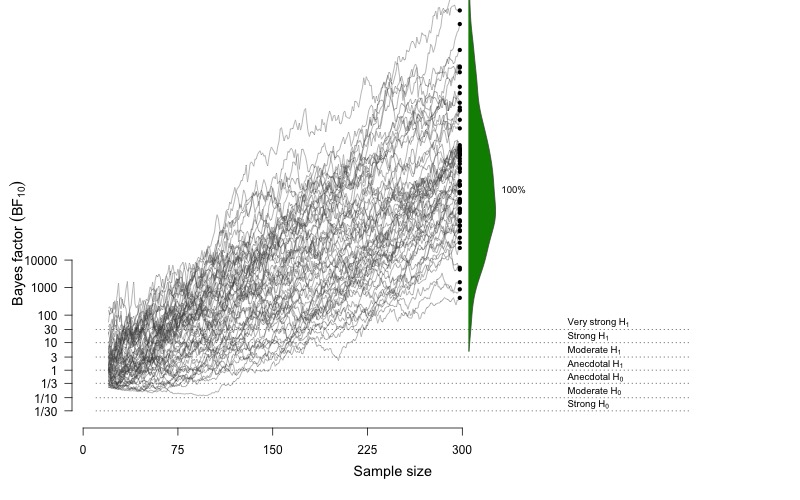 Bayes factor (BF₁₀)
10000
1000
100
30
10
3
1
1/3
1/10
1/30
100%
Very strong H₁
Strong H₁
Moderate H₁
Anecdotal H₁
Anecdotal H₀
Moderate H₀
Strong H₀
0 75 150 225 300
Sample size